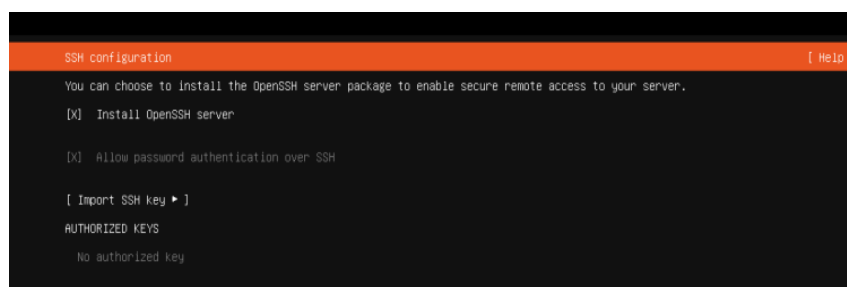 SSH configuration [ Help
You can choose to install the OpenSSH server package to enable secure remote access to your server.
[X] Install OpenSSH server
[X] Allow password authentication over SSH
[ Import SSH key ▸ ]
AUTHORIZED KEYS
No authorized key